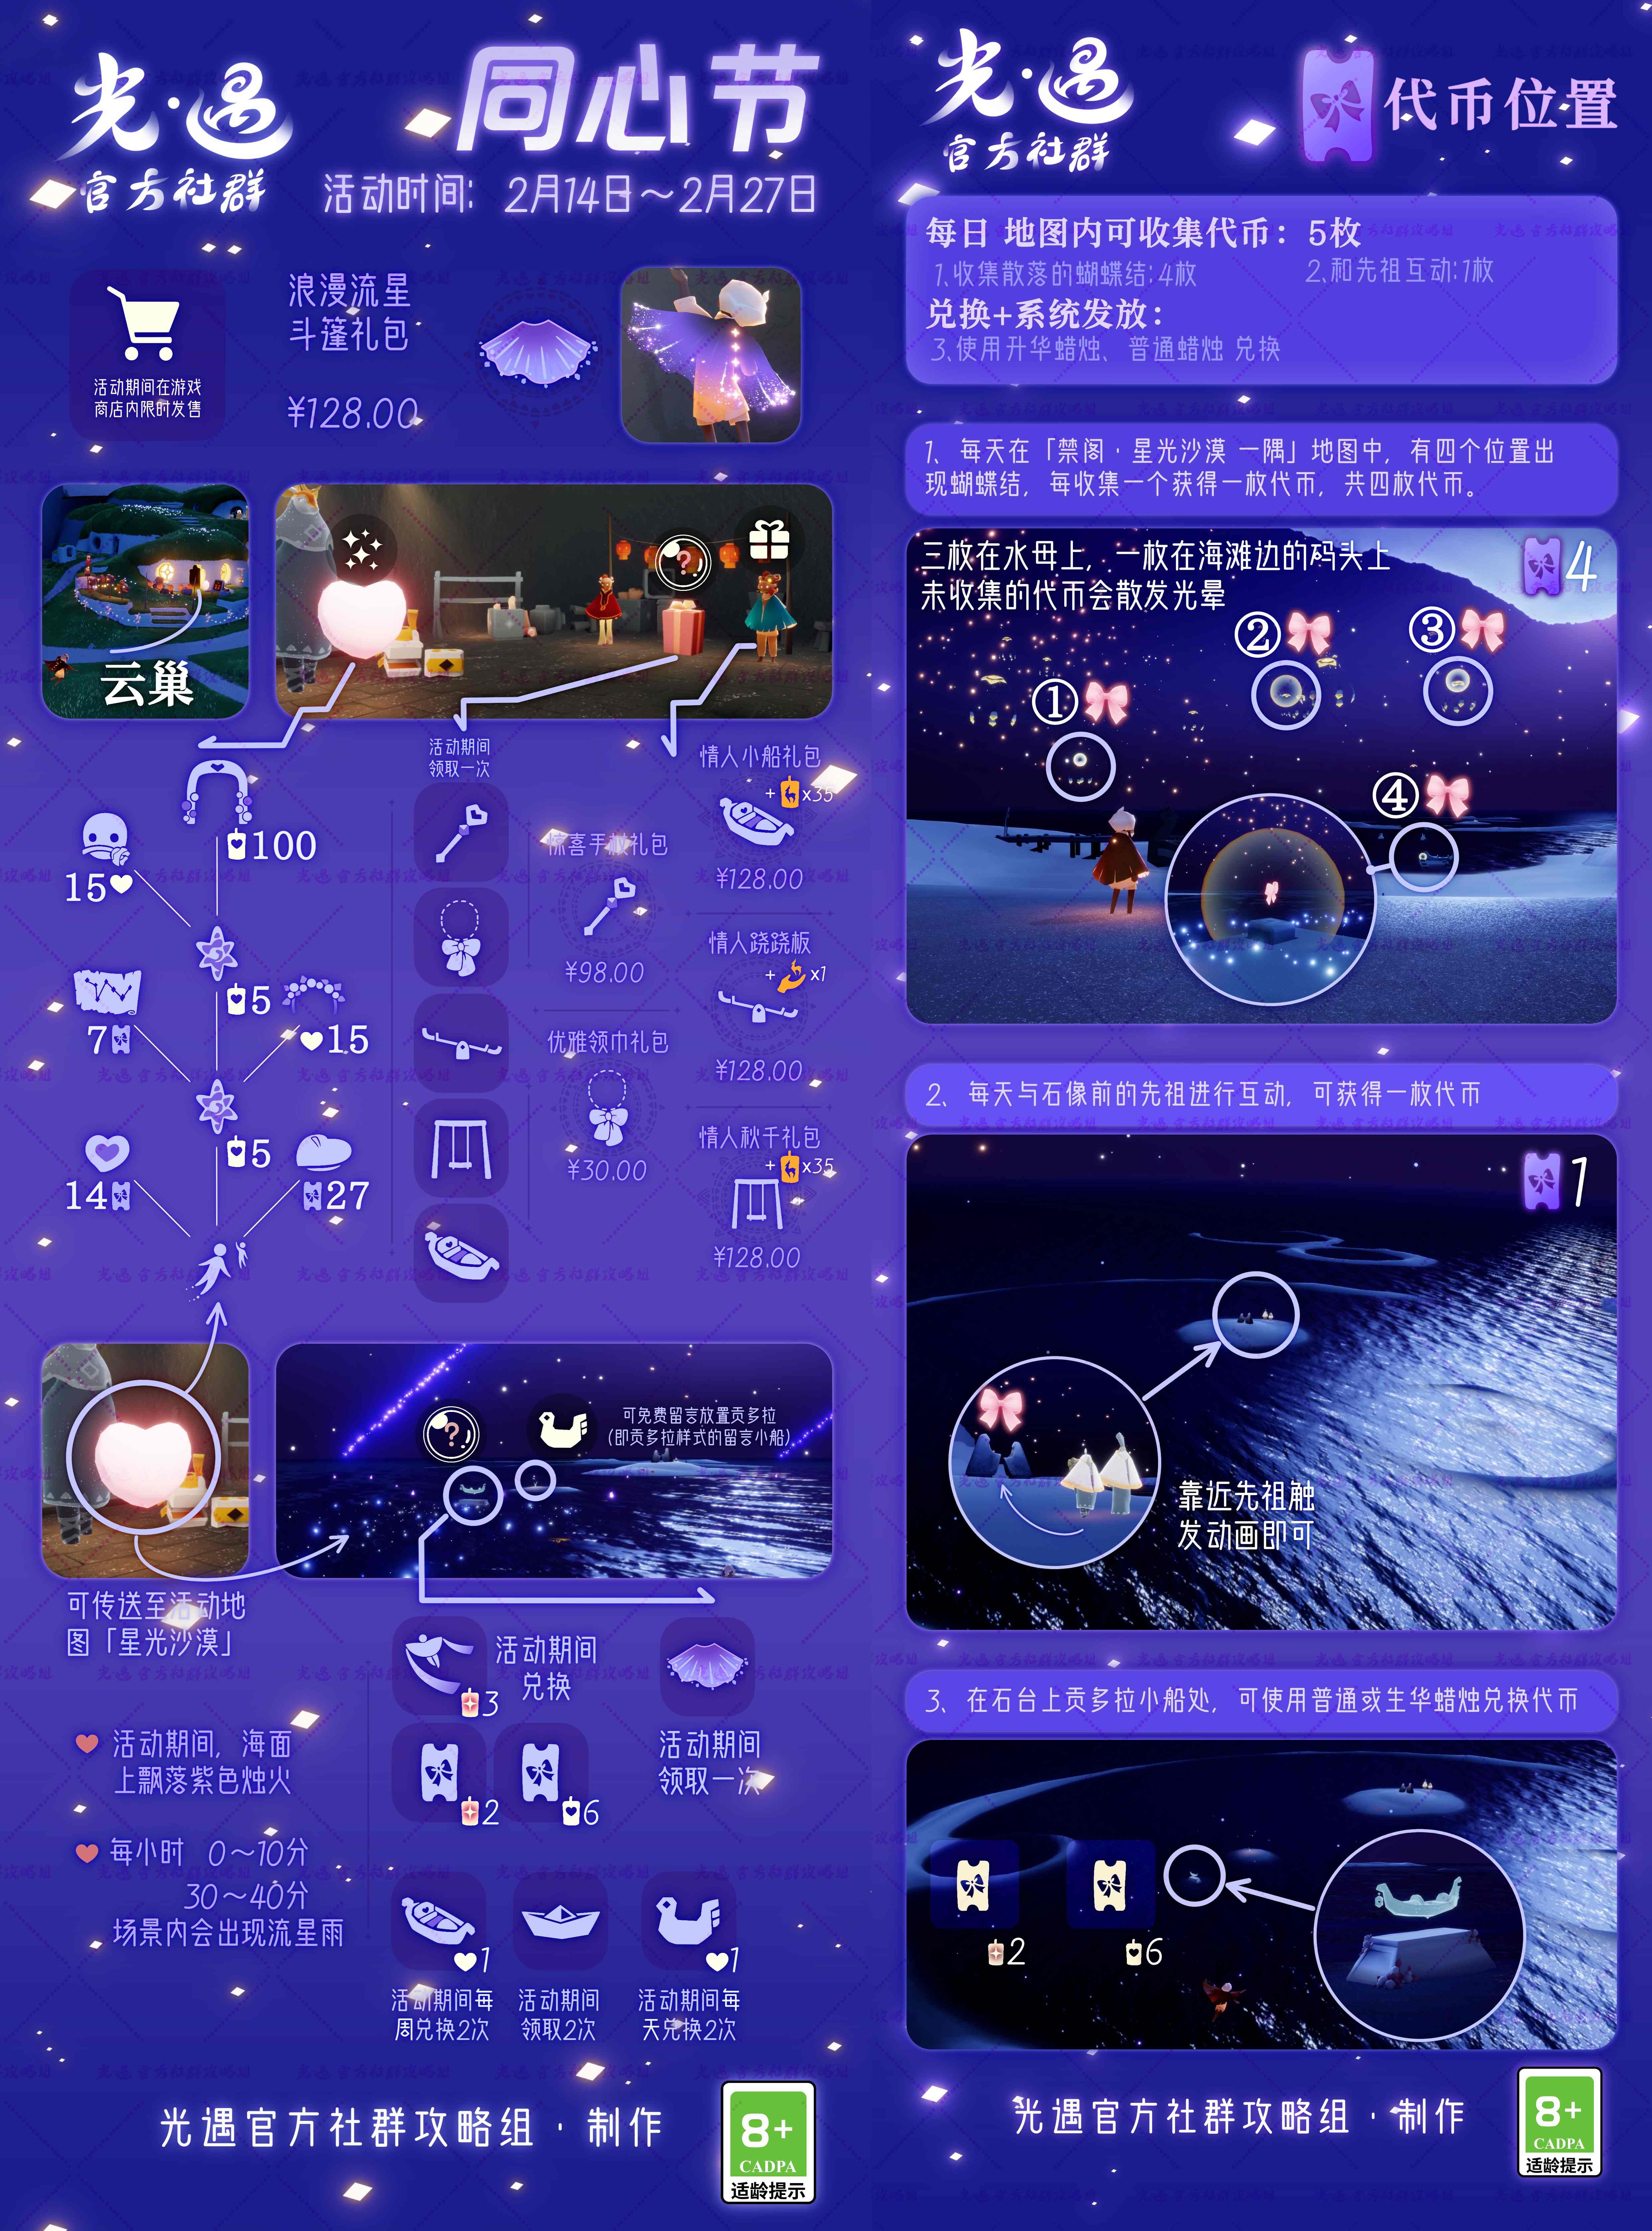 光·遇
官方社群
同心节
活动时间: 2月14日～2月27日
活动期间在游戏
商店内限时发售
浪漫流星
斗篷礼包
¥128.00
云巢
?
活动期间
领取一次
100
15
5
7
15
5
14
27
惊喜手杖礼包
¥98.00
优雅领巾礼包
¥30.00
情人小船礼包
+x35
¥128.00
情人跷跷板
+x1
¥128.00
情人秋千礼包
+x35
¥128.00
?
可免费留言放置贡多拉
(即贡多拉样式的留言小船)
可传送至活动地
图「星光沙漠」
活动期间, 海面
上飘落紫色烛火
每小时 0～10分
30～40分
场景内会出现流星雨
3
活动期间
兑换
2
6
活动期间
领取一次
1
1
活动期间每
周兑换2次
活动期间
领取2次
活动期间每
天兑换2次
光遇官方社群攻略组·制作
8+
CADPA
适龄提示
光·遇
官方社群
代币位置
每日 地图内可收集代币：5枚
1.收集散落的蝴蝶结:4枚 2.和先祖互动:1枚
兑换+系统发放：
3.使用升华蜡烛、普通蜡烛 兑换
1、每天在「禁阁·星光沙漠 一隅」地图中, 有四个位置出
现蝴蝶结, 每收集一个获得一枚代币, 共四枚代币。
三枚在水母上, 一枚在海滩边的码头上
未收集的代币会散发光晕
4
①
②
③
④
2、每天与石像前的先祖进行互动, 可获得一枚代币
1
靠近先祖触
发动画即可
3、在石台上贡多拉小船处, 可使用普通或生华蜡烛兑换代币
2
6
光遇官方社群攻略组·制作
8+
CADPA
适龄提示